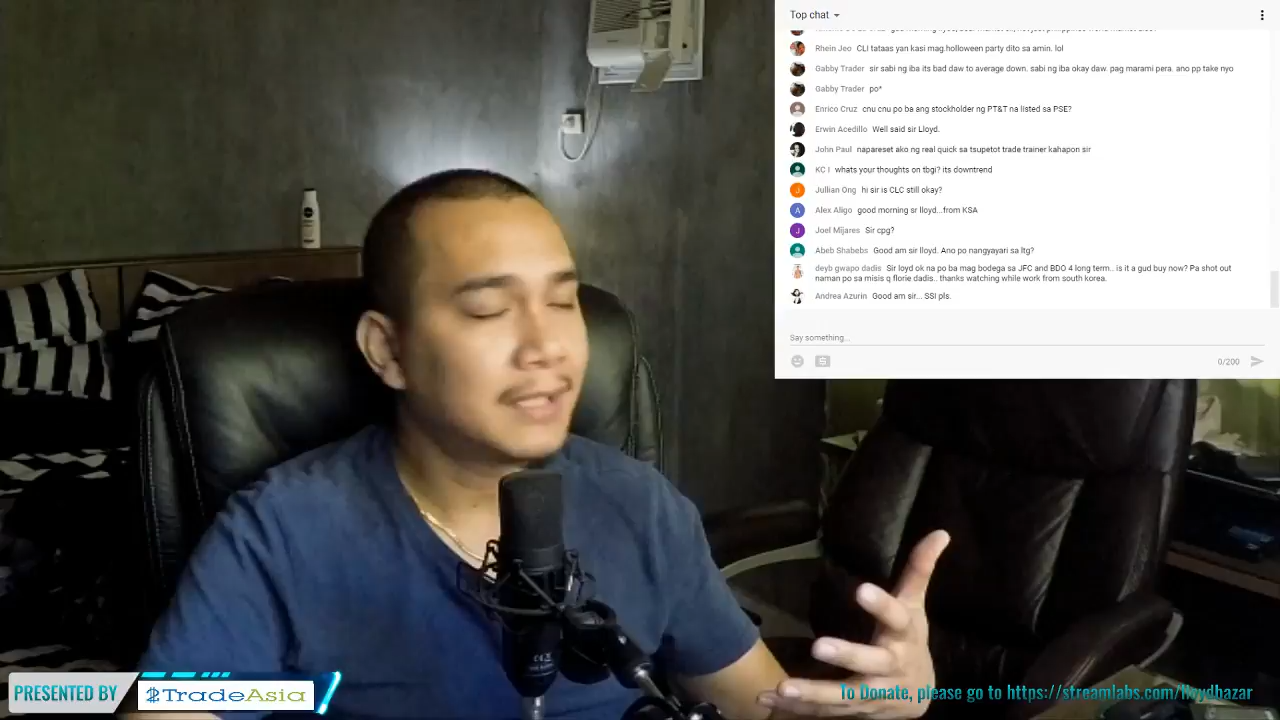 Top chat
Rhein Jeo CLI tataas yan kasi mag.holloween party dito sa amin. lol
Gabby Trader sir sabi ng iba its bad daw to average down. sabi ng iba okay daw. pag marami pera. ano pp take nyo
Gabby Trader po*
Enrico Cruz cnu cnu po ba ang stockholder ng PT&T na listed sa PSE?
Erwin Acedillo Well said sir Lloyd.
John Paul napareset ako ng real quick sa tsupetot trade trainer kahapon sir
KC I whats your thoughts on tbgi? its downtrend
Jullian Ong hi sir is CLC still okay?
A Alex Aligo good morning sr lloyd...from KSA
J Joel Mijares Sir cpg?
Abeb Shabebs Good am sir lloyd. Ano po nangyayari sa ltg?
deyb gwapo dadis Sir loyd ok na po ba mag bodega sa JFC and BDO 4 long term.. is it a gud buy now? Pa shot out
naman po sa misis q florie dadis.. thanks watching while work from south korea.
Andrea Azurin Good am sir... SSI pls.
Say something...
0/200
PRESENTED BY
$TradeAsia
To Donate, please go to https://streamlabs.com/lloydbazar